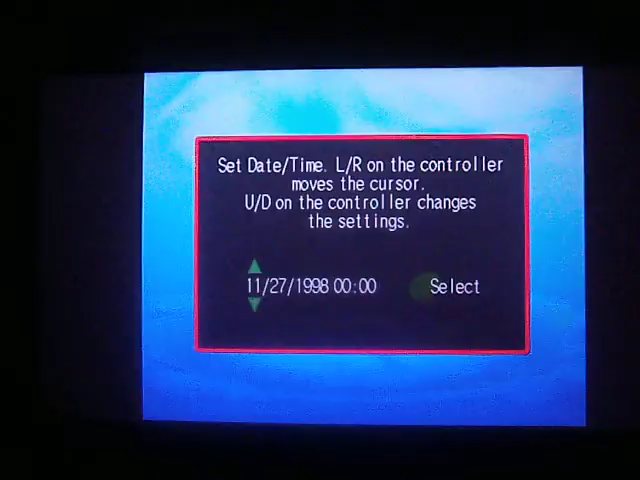 Set Date/Time. L/R on the controller
moves the cursor.
U/D on the controller changes
the settings.
11/27/1998 00:00 Select